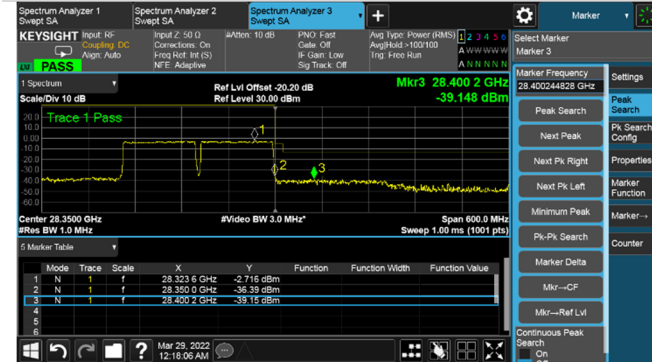 Spectrum Analyzer 1
Swept SA
Spectrum Analyzer 2
Swept SA
Spectrum Analyzer 3
Swept SA
Marker
KEYSIGHT
Input: RF
Coupling: DC
Align: Auto
PASS
Input Z: 50 Ω
Corrections: On
Freq Ref: Int (S)
NFE: Adaptive
#Atten: 10 dB
PNO: Fast
Gate: Off
IF Gain: Low
Sig Track: Off
Avg Type: Power (RMS)
Avg|Hold:>100/100
Trig: Free Run
1 2 3 4 5 6
A W W W W W
A N N N N N
Select Marker
Marker 3
1 Spectrum
Scale/Div 10 dB
Ref Lvl Offset -20.20 dB
Ref Level 30.00 dBm
Mkr3 28.400 2 GHz
-39.148 dBm
Trace 1 Pass
20.0
10.0
0.00
-10.0
-20.0
-30.0
-40.0
-50.0
-60.0
1
2
3
Center 28.3500 GHz
#Res BW 1.0 MHz
#Video BW 3.0 MHz*
Span 600.0 MHz
Sweep 1.00 ms (1001 pts)
5 Marker Table
Mode Trace Scale X Y Function Function Width Function Value
1 N 1 f 28.323 6 GHz -2.716 dBm
2 N 1 f 28.350 0 GHz -36.39 dBm
3 N 1 f 28.400 2 GHz -39.15 dBm
4
5
6
Mar 29, 2022
12:18:06 AM
Marker Frequency
28.400244828 GHz
Peak Search
Next Peak
Next Pk Right
Next Pk Left
Minimum Peak
Pk-Pk Search
Marker Delta
Mkr→CF
Mkr→Ref Lvl
Continuous Peak
Search
On
Settings
Peak
Search
Pk Search
Config
Properties
Marker
Function
Marker→
Counter